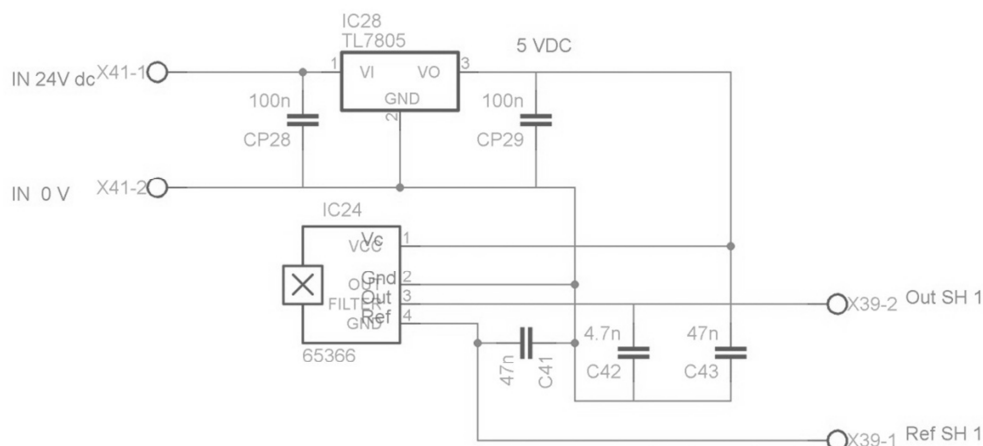 IC28
TL7805
5 VDC
IN 24V dc
X41-1
1
VI
VO
3
GND
2
100n
CP28
100n
CP29
IN 0 V
X41-2
IC24
VCC
Vc
1
OUT
Gnd
2
FILTER
Out
3
GND
Ref
4
65366
X39-2
Out SH 1
47n
C41
4.7n
C42
47n
C43
X39-1
Ref SH 1